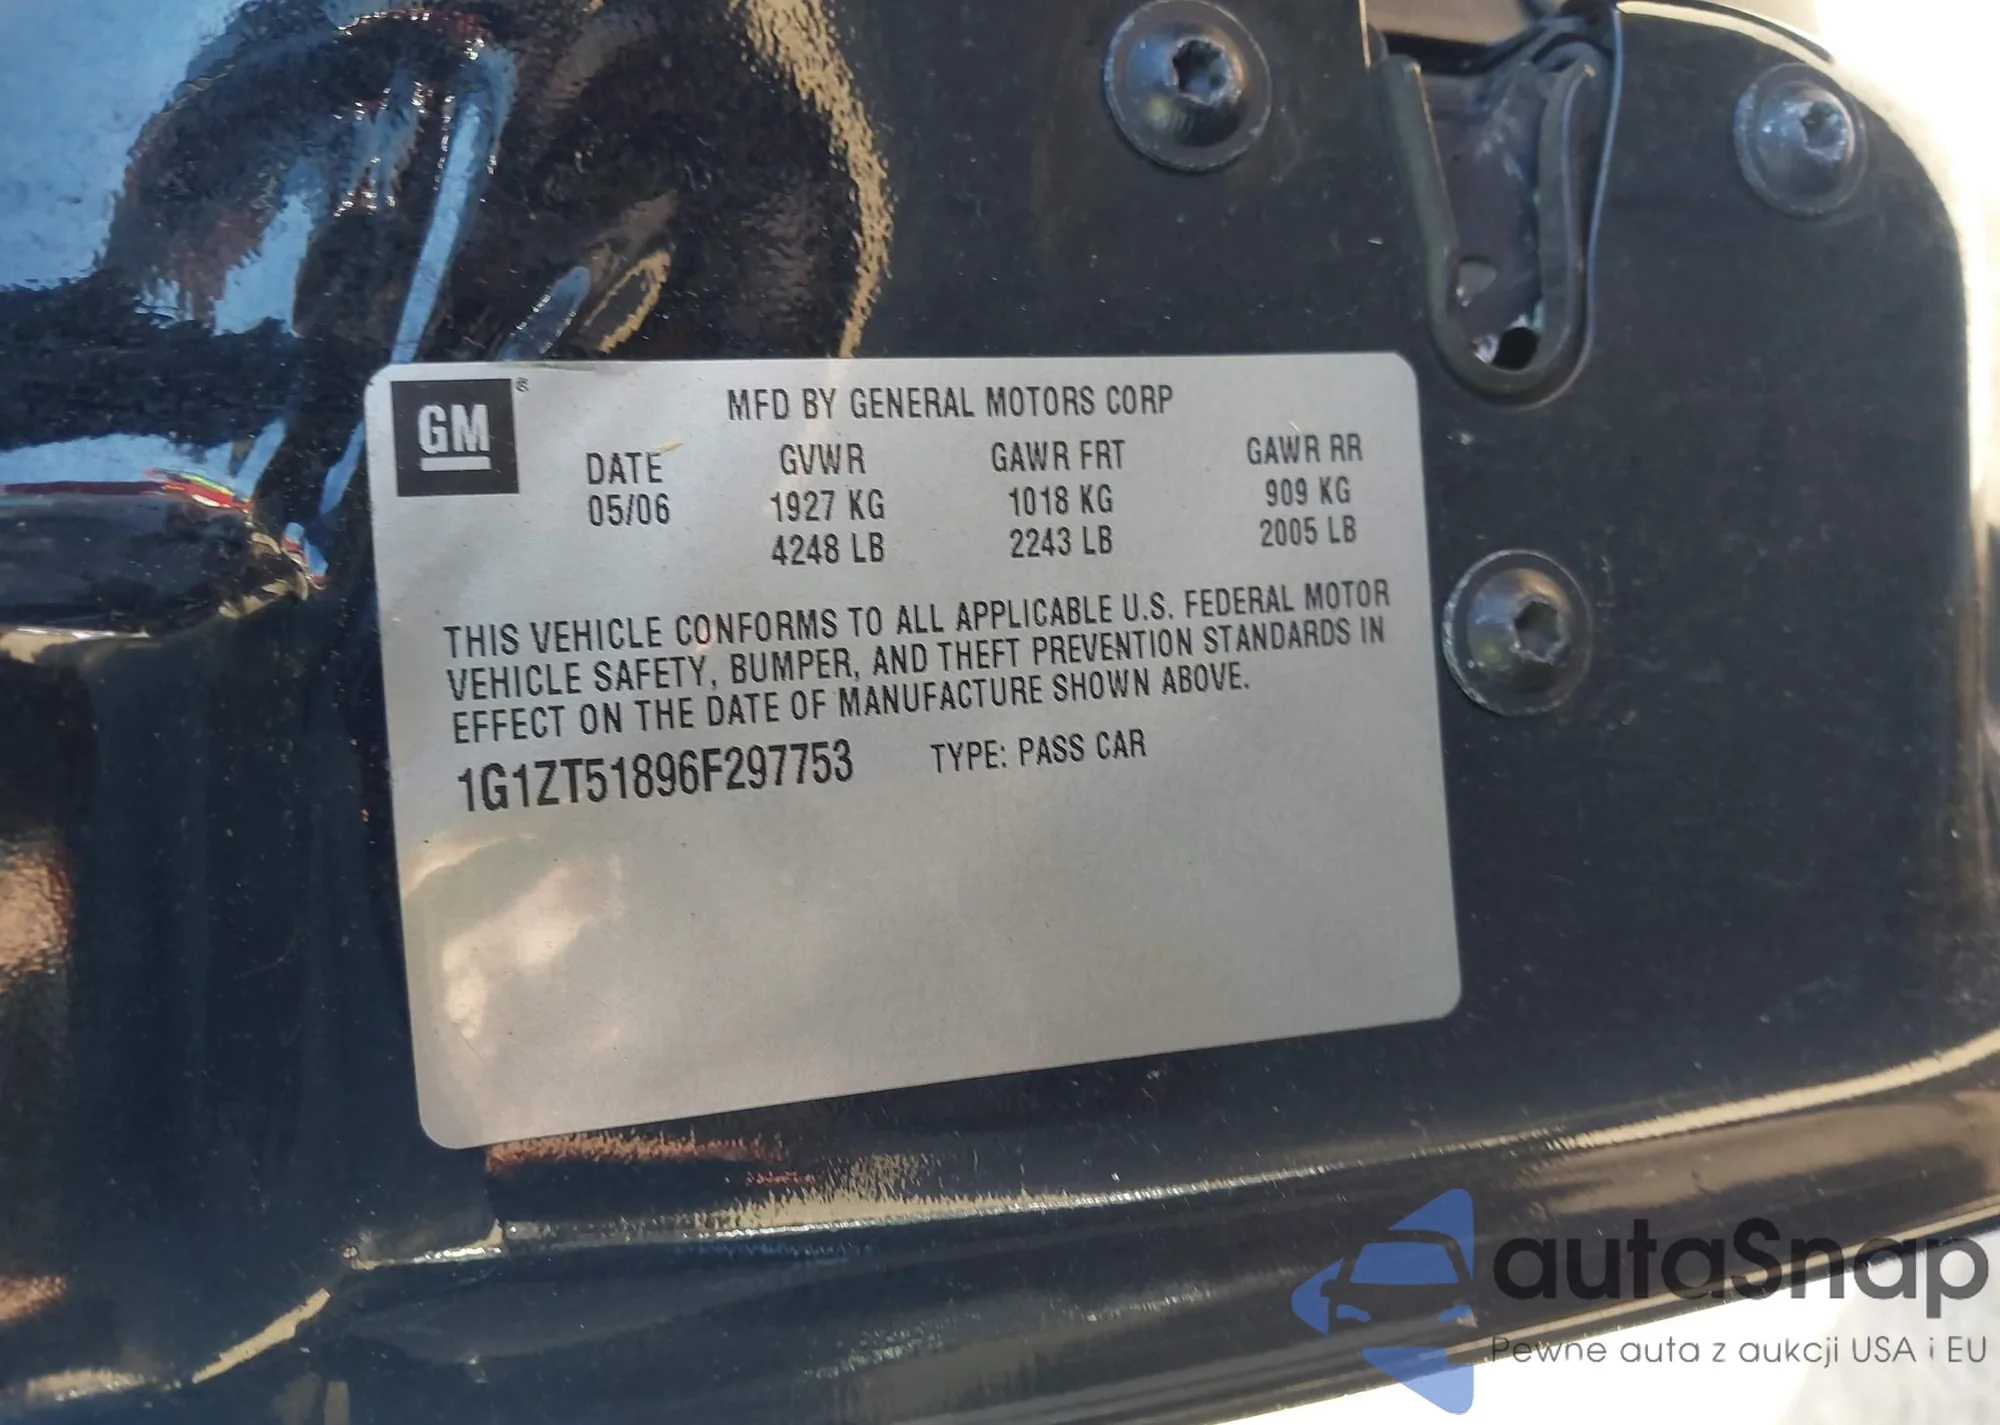 GM ®
MFD BY GENERAL MOTORS CORP
DATE GVWR GAWR FRT GAWR RR
05/06 1927 KG 1018 KG 909 KG
4248 LB 2243 LB 2005 LB
THIS VEHICLE CONFORMS TO ALL APPLICABLE U.S. FEDERAL MOTOR
VEHICLE SAFETY, BUMPER, AND THEFT PREVENTION STANDARDS IN
EFFECT ON THE DATE OF MANUFACTURE SHOWN ABOVE.
1G1ZT51896F297753 TYPE: PASS CAR
autaSnap
Pewne auta z aukcji USA i EU